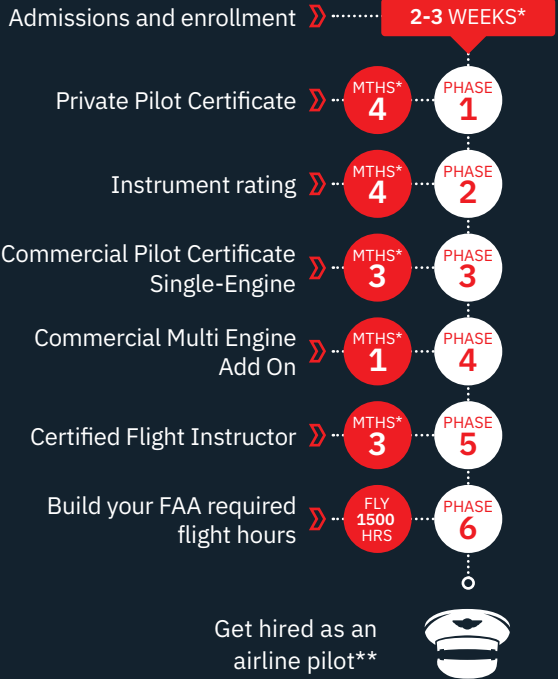 Admissions and enrollment
2-3 WEEKS*
Private Pilot Certificate
MTHS*
4
PHASE
1
Instrument rating
MTHS*
4
PHASE
2
Commercial Pilot Certificate
Single-Engine
MTHS*
3
PHASE
3
Commercial Multi Engine
Add On
MTHS*
1
PHASE
4
Certified Flight Instructor
MTHS*
3
PHASE
5
Build your FAA required
flight hours
FLY
1500
HRS
PHASE
6
Get hired as an
airline pilot**